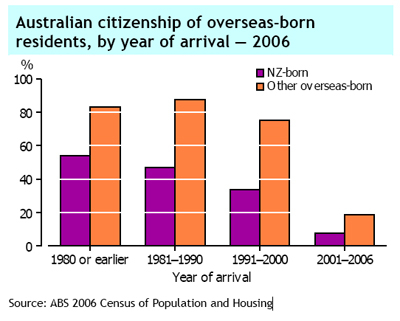 Australian citizenship of overseas-born
residents, by year of arrival — 2006
%
NZ-born
Other overseas-born
100
80
60
40
20
0
1980 or earlier 1981–1990 1991–2000 2001–2006
Year of arrival
Source: ABS 2006 Census of Population and Housing